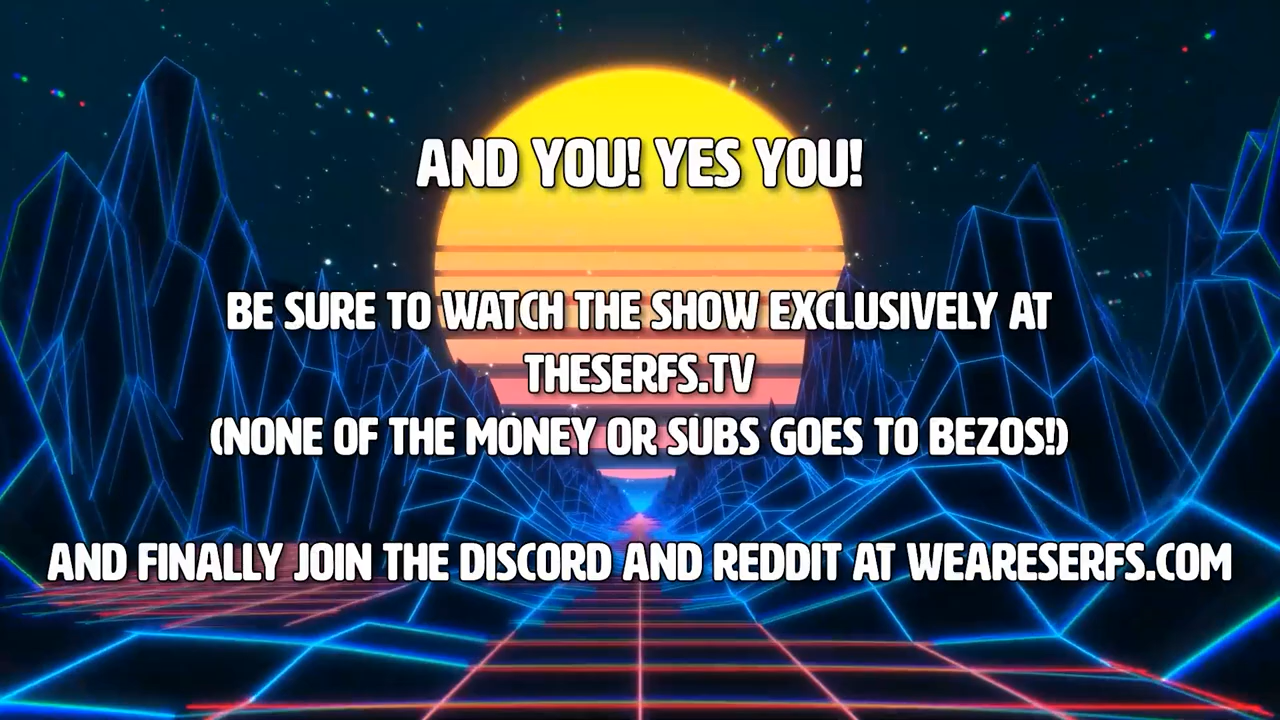 AND YOU! YES YOU!
BE SURE TO WATCH THE SHOW EXCLUSIVELY AT
THESERFS.TV
(NONE OF THE MONEY OR SUBS GOES TO BEZOS!)
AND FINALLY JOIN THE DISCORD AND REDDIT AT WEARESERFS.COM